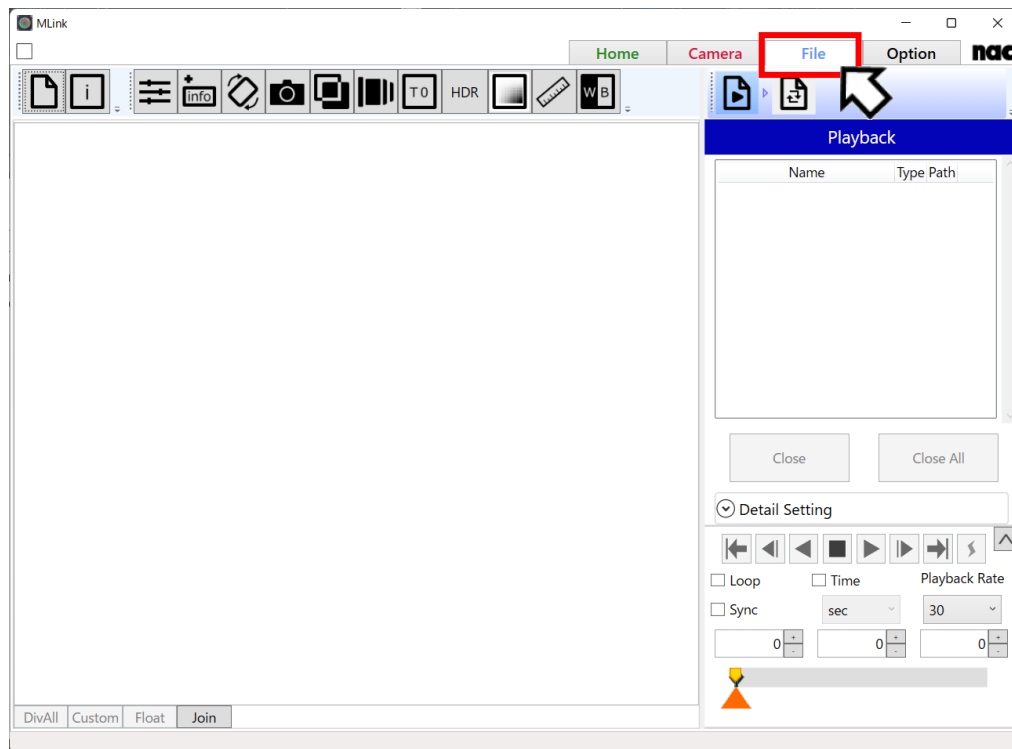 MLink
Home Camera File Option nac
i info T0 HDR W B
Playback
Name Type Path
Close Close All
Detail Setting
Loop Time Playback Rate
Sync sec 30
0 0 0
DivAll Custom Float Join